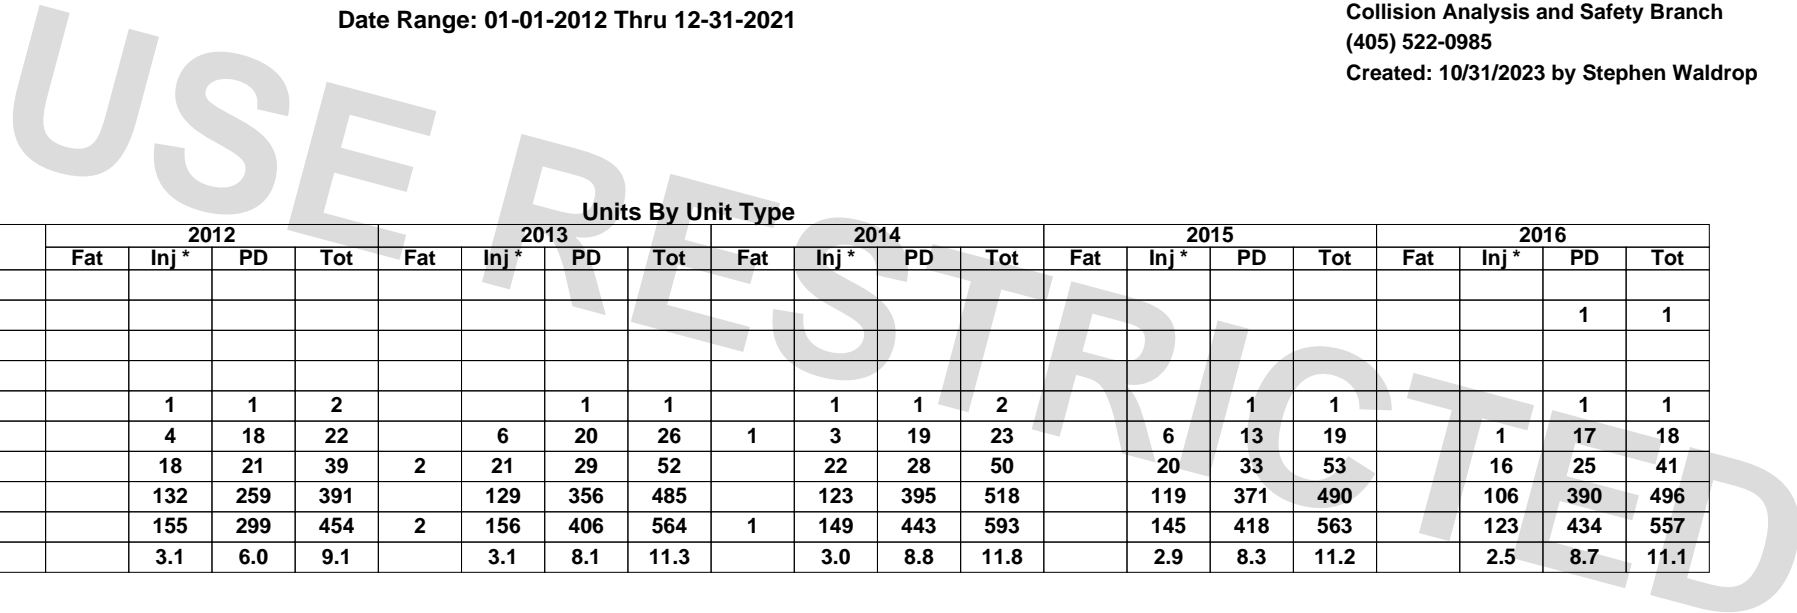 Date Range: 01-01-2012 Thru 12-31-2021
Collision Analysis and Safety Branch
(405) 522-0985
Created: 10/31/2023 by Stephen Waldrop
USE RESTRICTED
Units By Unit Type
2012 2013 2014 2015 2016
Fat Inj * PD Tot Fat Inj * PD Tot Fat Inj * PD Tot Fat Inj * PD Tot Fat Inj * PD Tot
1 1
1 1 2 1 1 1 1 2 1 1 1 1
4 18 22 6 20 26 1 3 19 23 6 13 19 1 17 18
18 21 39 2 21 29 52 22 28 50 20 33 53 16 25 41
132 259 391 129 356 485 123 395 518 119 371 490 106 390 496
155 299 454 2 156 406 564 1 149 443 593 145 418 563 123 434 557
3.1 6.0 9.1 3.1 8.1 11.3 3.0 8.8 11.8 2.9 8.3 11.2 2.5 8.7 11.1